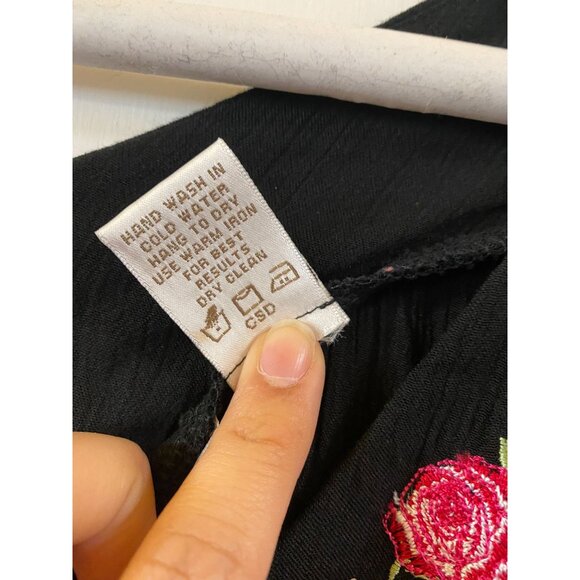 HAND WASH IN
COLD WATER
HANG TO DRY
USE WARM IRON
FOR BEST
RESULTS
DRY CLEAN
CSD